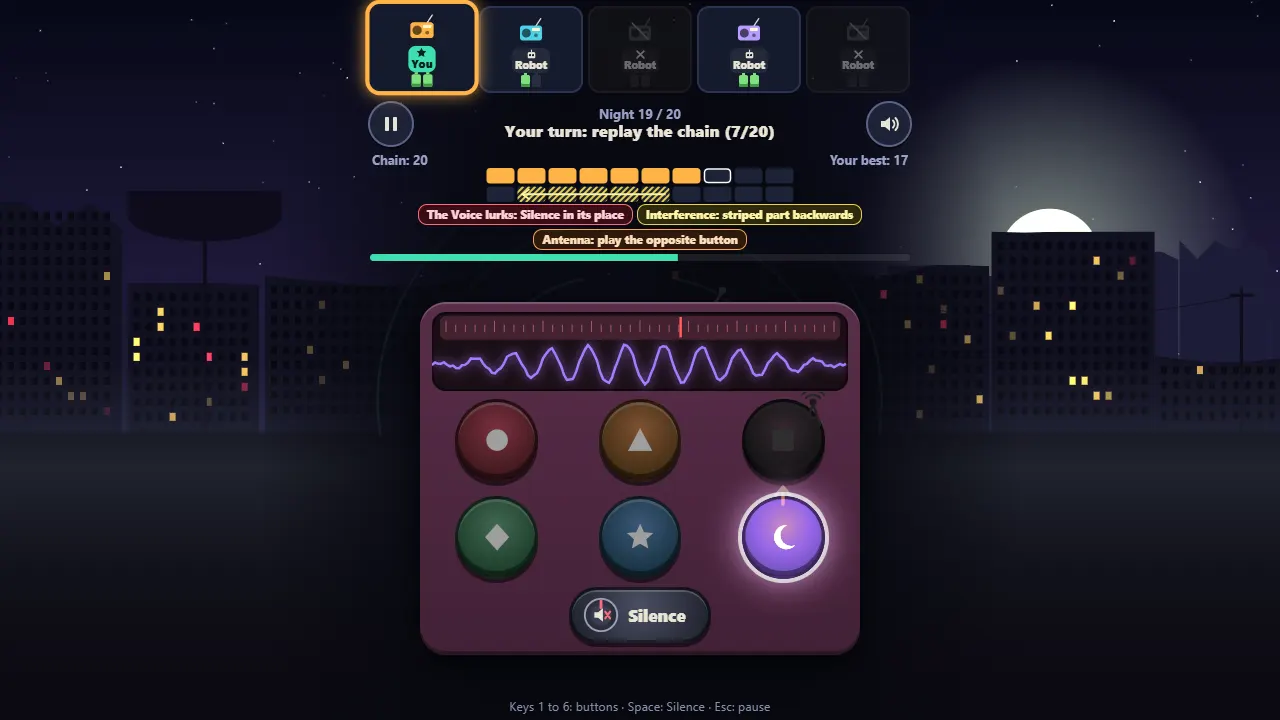 You
Robot
Robot
Robot
Robot
Night 19 / 20
Your turn: replay the chain (7/20)
Chain: 20
Your best: 17
The Voice lurks: Silence in its place
Interference: striped part backwards
Antenna: play the opposite button
Silence
Keys 1 to 6: buttons · Space: Silence · Esc: pause